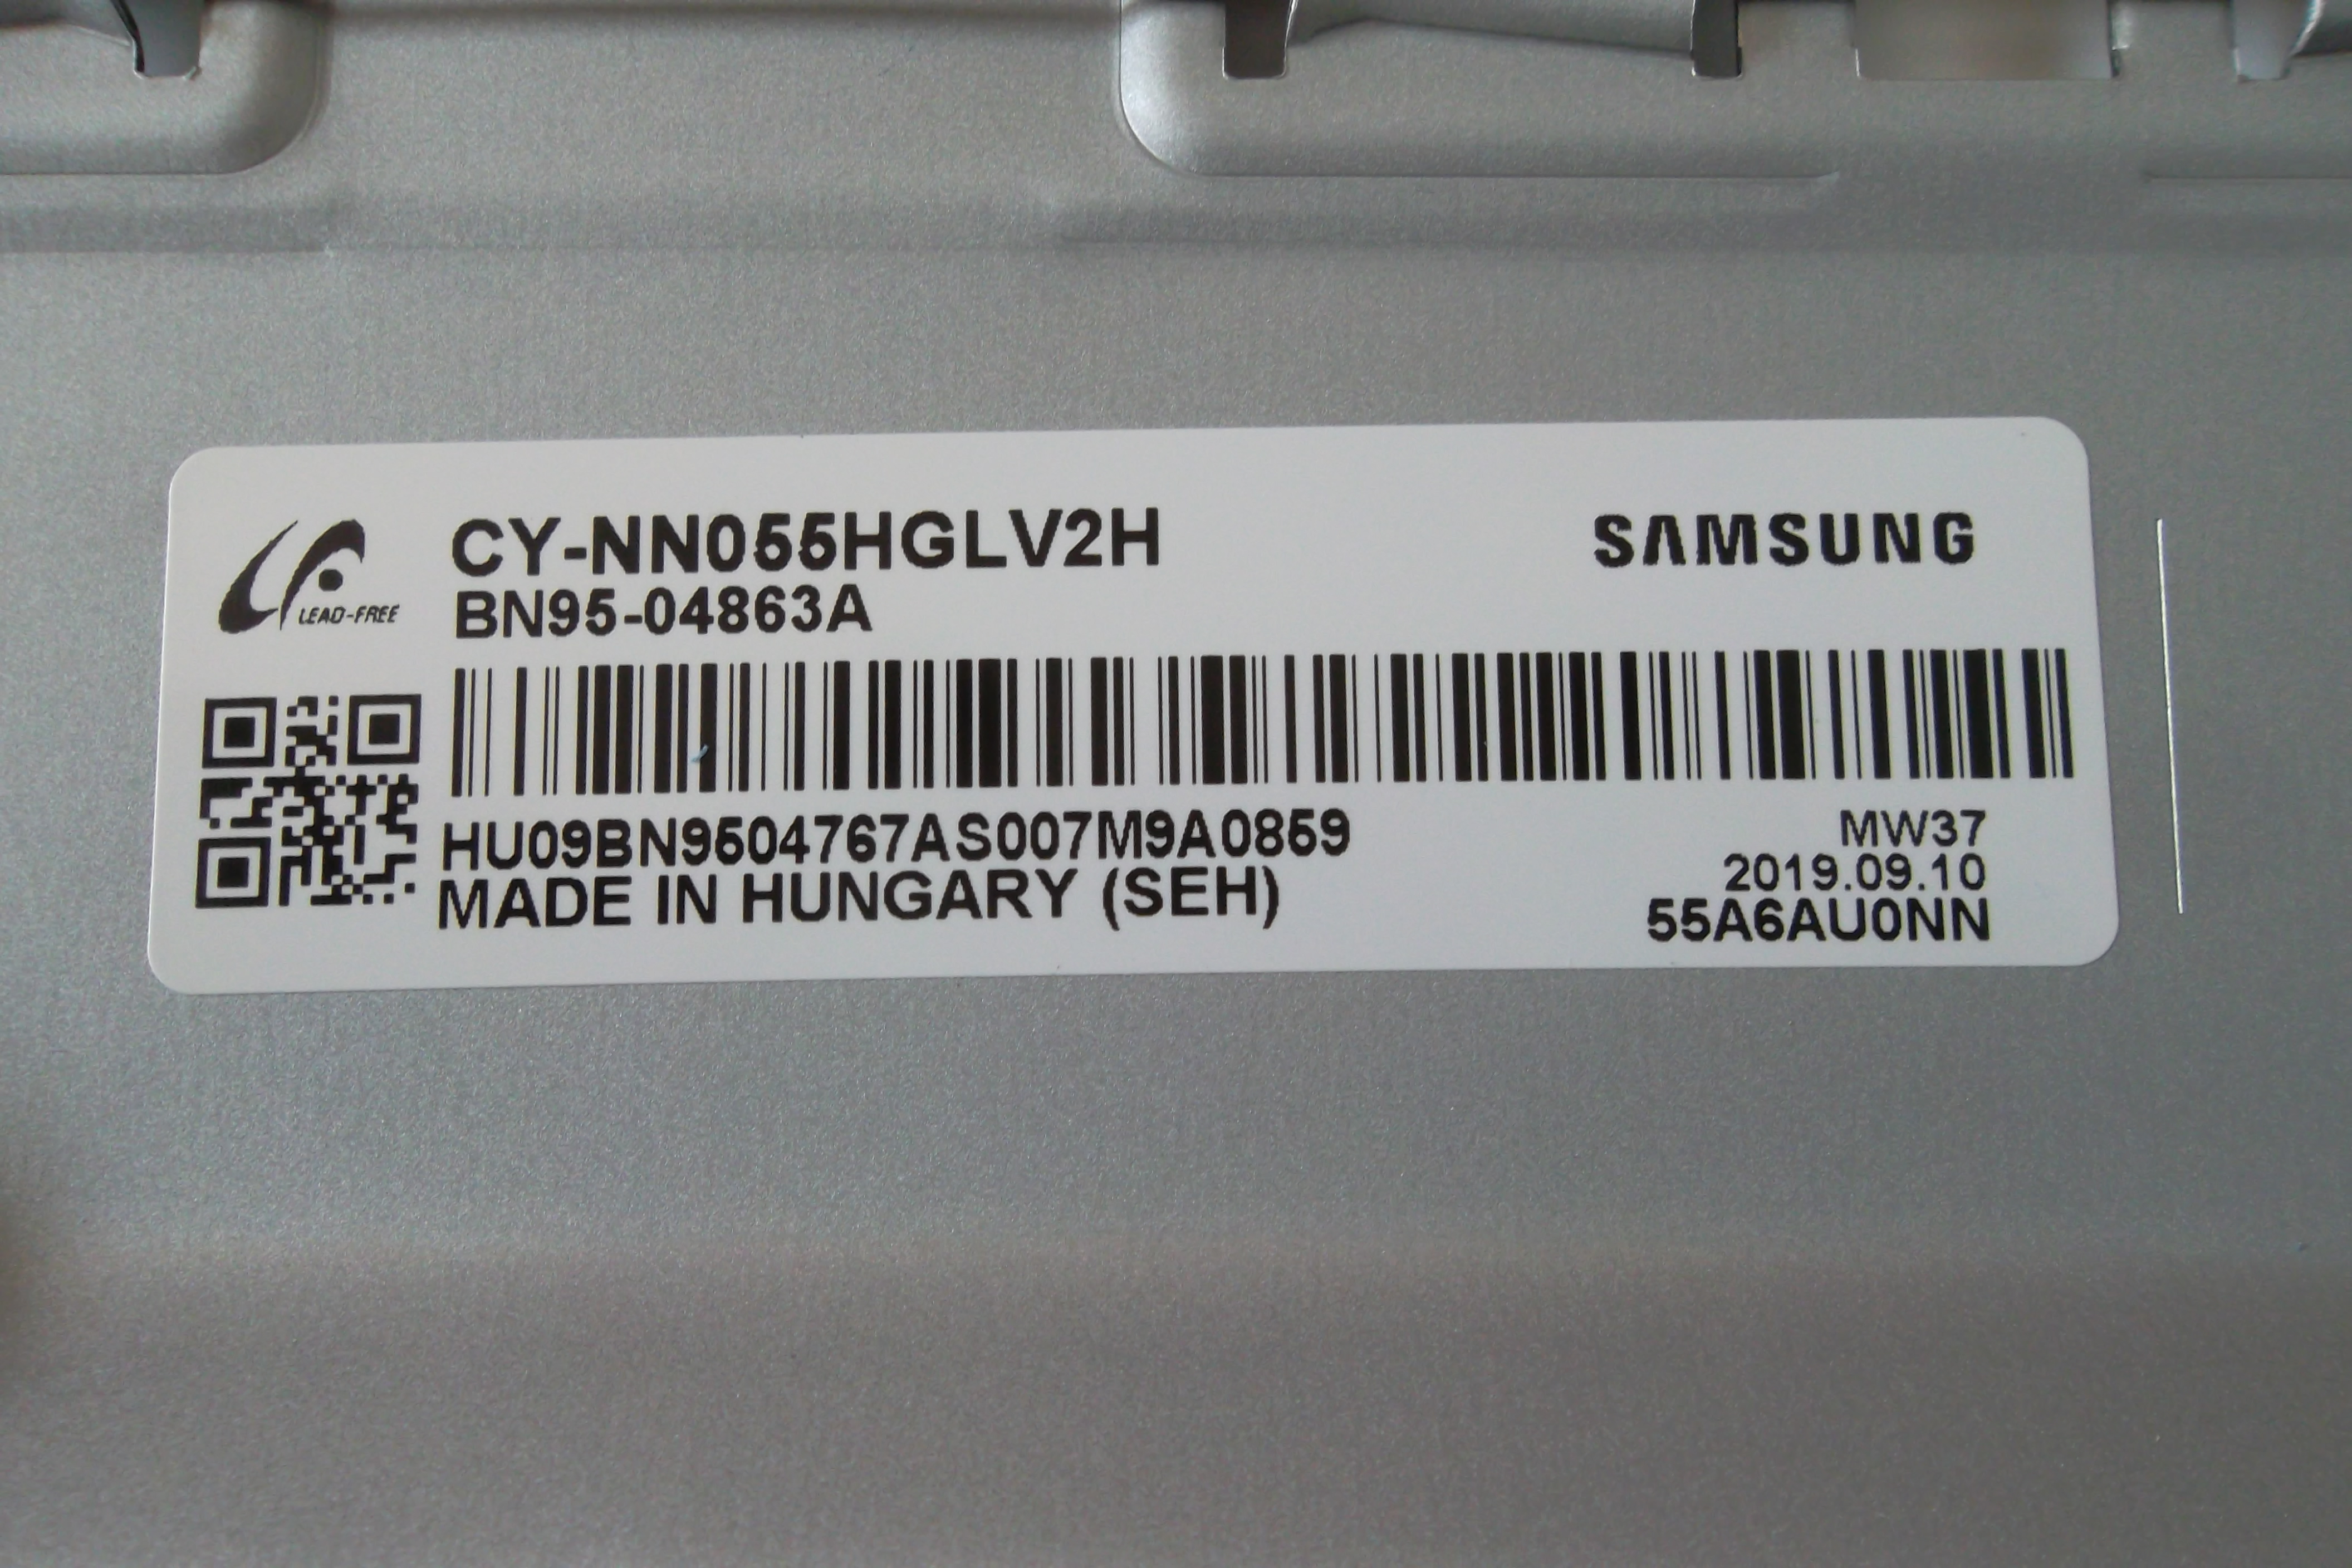 CY-NN055HGLV2H
SAMSUNG
LEAD-FREE
BN95-04863A
HU09BN9504767AS007M9A0859
MADE IN HUNGARY (SEH)
MW37
2019.09.10
55A6AU0NN